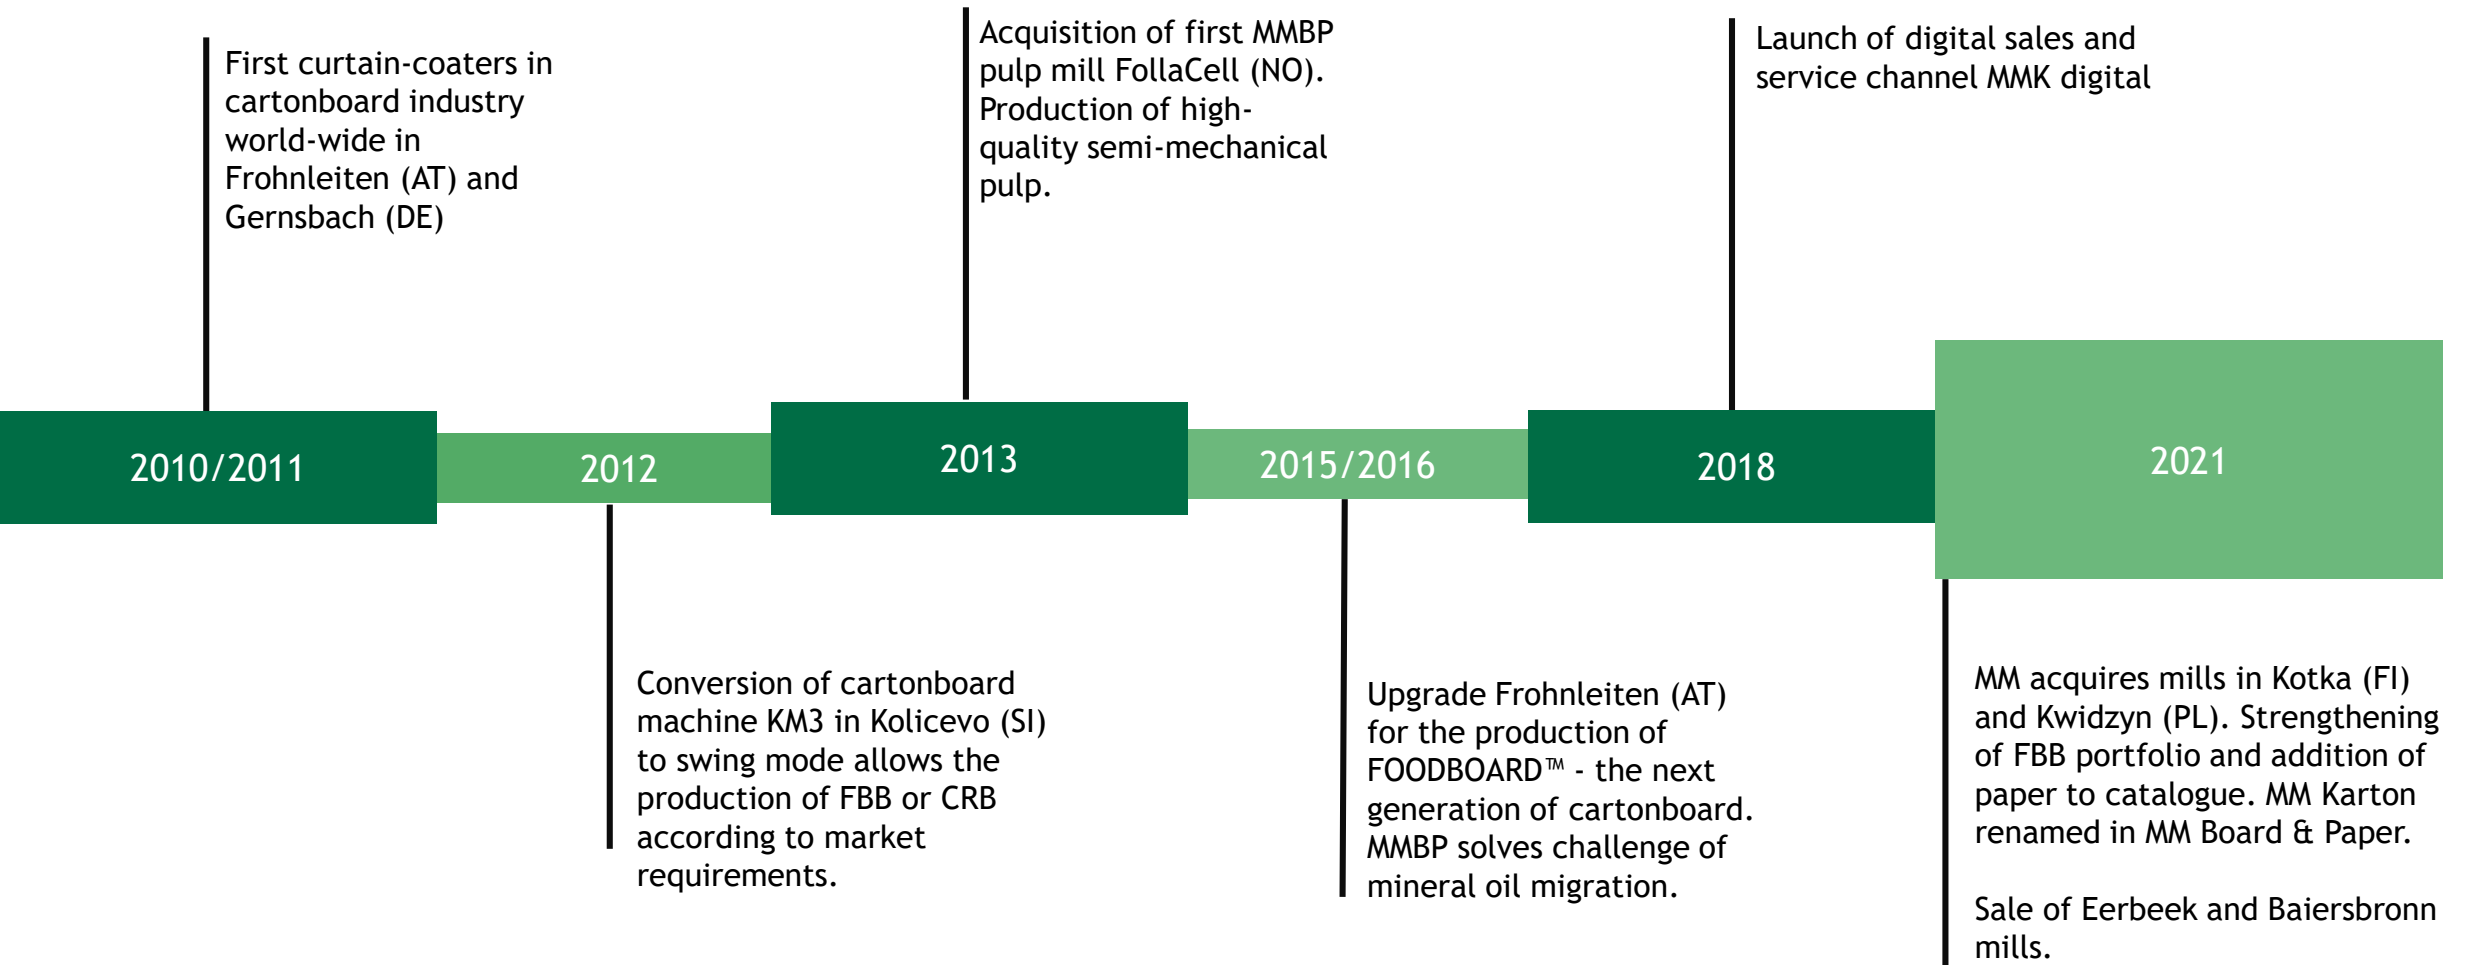 First curtain-coaters in
cartonboard industry
world-wide in
Frohnleiten (AT) and
Gernsbach (DE)
Acquisition of first MMBP
pulp mill FollaCell (NO).
Production of high-
quality semi-mechanical
pulp.
Launch of digital sales and
service channel MMK digital
2010/2011
2012
2013
2015/2016
2018
2021
Conversion of cartonboard
machine KM3 in Kolicevo (SI)
to swing mode allows the
production of FBB or CRB
according to market
requirements.
Upgrade Frohnleiten (AT)
for the production of
FOODBOARD™ - the next
generation of cartonboard.
MMBP solves challenge of
mineral oil migration.
MM acquires mills in Kotka (FI)
and Kwidzyn (PL). Strengthening
of FBB portfolio and addition of
paper to catalogue. MM Karton
renamed in MM Board & Paper.
Sale of Eerbeek and Baiersbronn
mills.